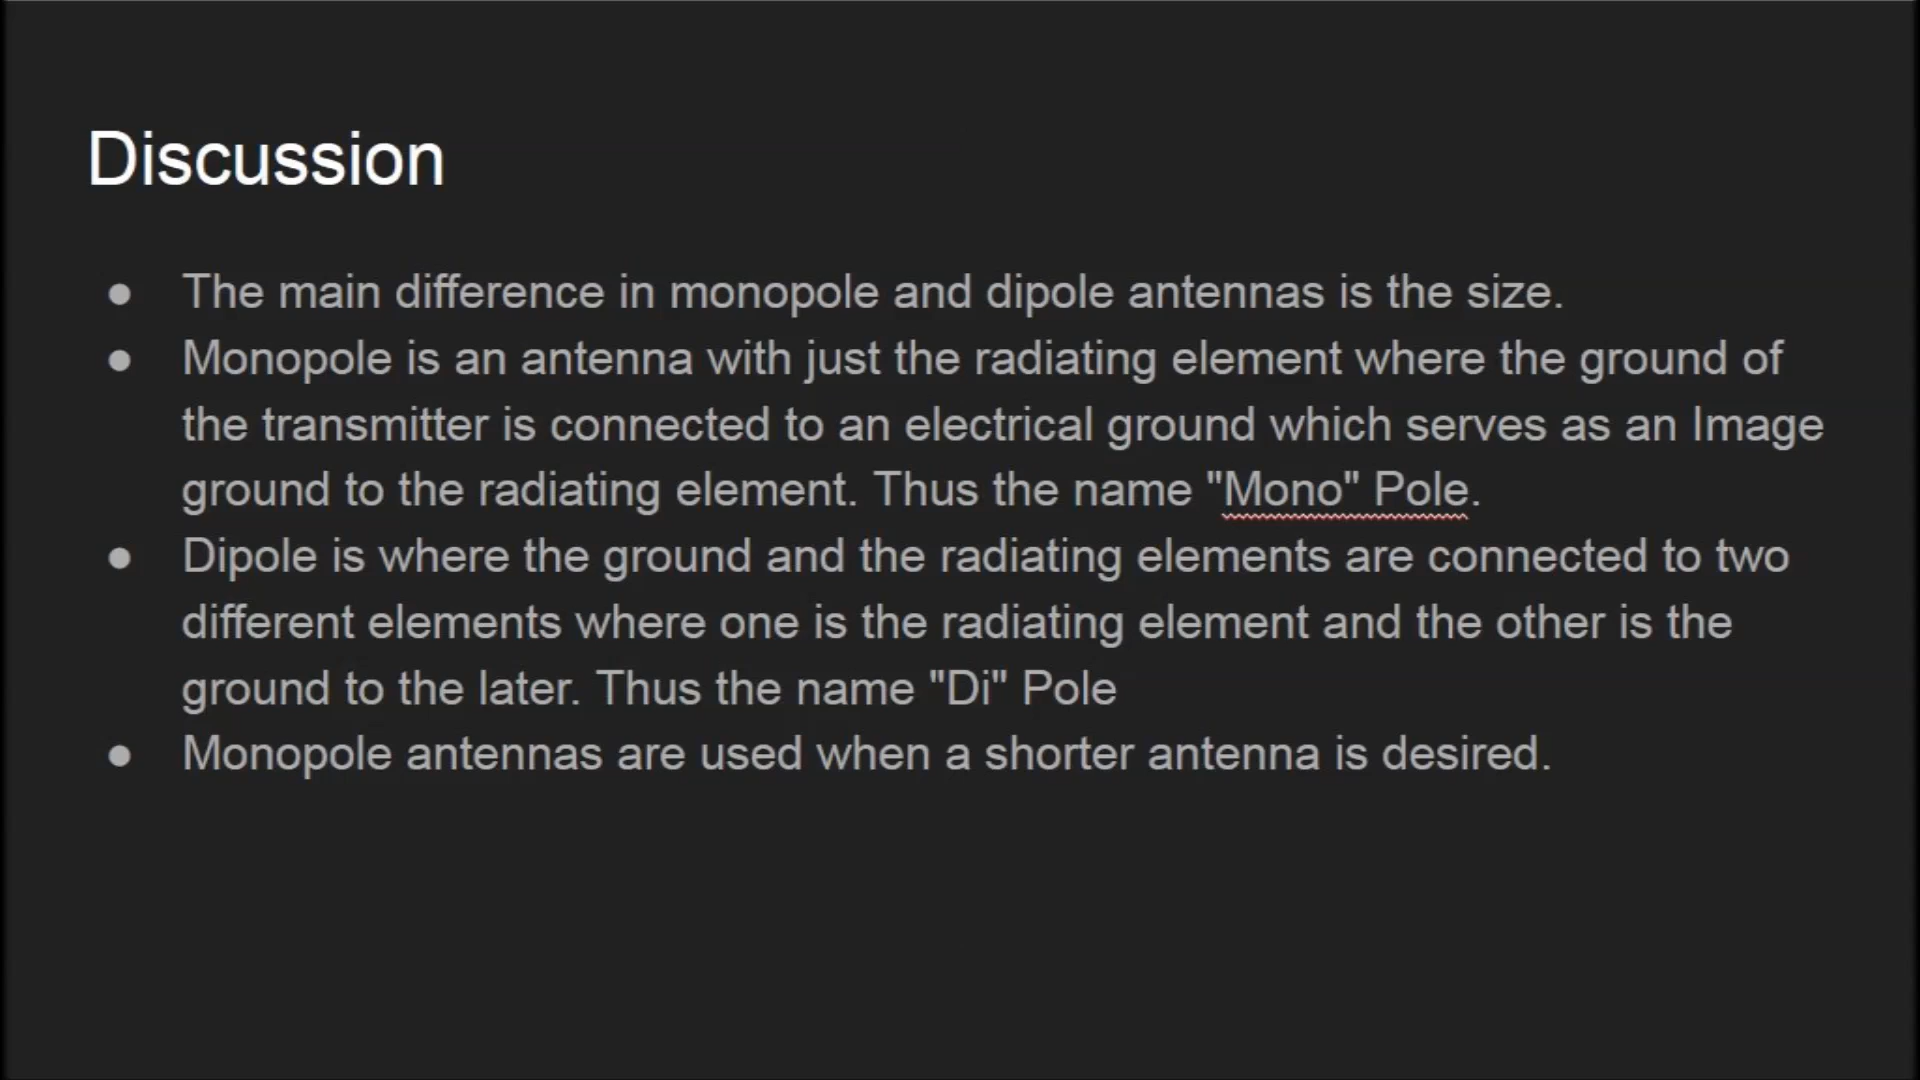 Discussion
● The main difference in monopole and dipole antennas is the size.
● Monopole is an antenna with just the radiating element where the ground of
the transmitter is connected to an electrical ground which serves as an Image
ground to the radiating element. Thus the name "Mono" Pole.
● Dipole is where the ground and the radiating elements are connected to two
different elements where one is the radiating element and the other is the
ground to the later. Thus the name "Di" Pole
● Monopole antennas are used when a shorter antenna is desired.